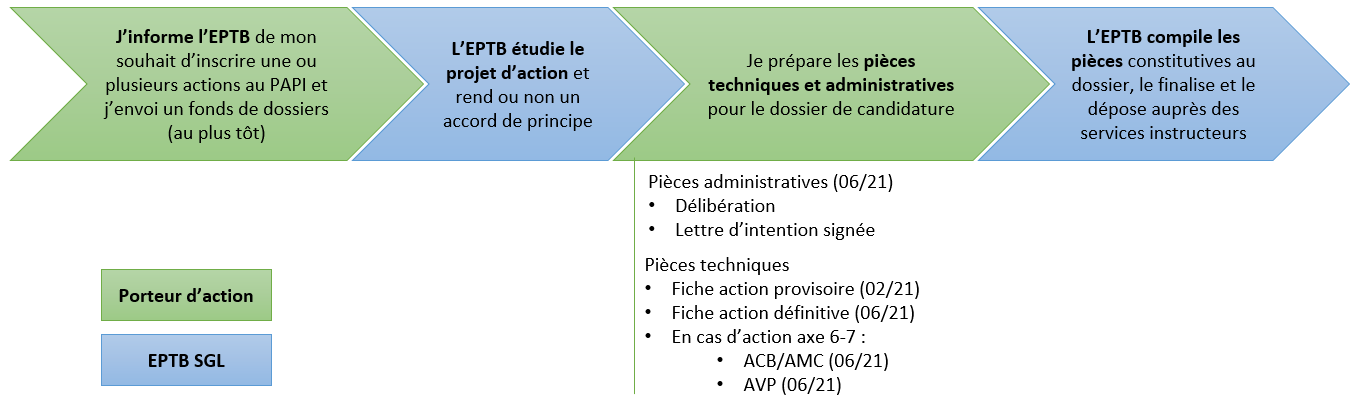 J'informe l'EPTB de mon
souhait d'inscrire une ou
plusieurs actions au PAPI et
j'envoi un fonds de dossiers
(au plus tôt)
L'EPTB étudie le
projet d'action et
rend ou non un
accord de principe
Je prépare les pièces
techniques et administratives
pour le dossier de candidature
L'EPTB compile les
pièces constitutives au
dossier, le finalise et le
dépose auprès des
services instructeurs
Pièces administratives (06/21)
• Délibération
• Lettre d'intention signée
Pièces techniques
• Fiche action provisoire (02/21)
• Fiche action définitive (06/21)
• En cas d'action axe 6-7 :
• ACB/AMC (06/21)
• AVP (06/21)
Porteur d'action
EPTB SGL